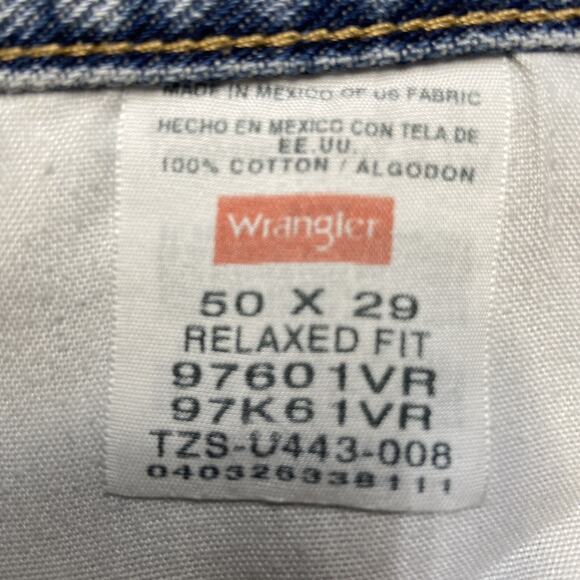 MADE IN MEXICO OF US FABRIC
HECHO EN MEXICO CON TELA DE
EE.UU.
100% COTTON / ALGODON
Wrangler
50 X 29
RELAXED FIT
97601VR
97K61VR
TZS-U443-008
040326338111